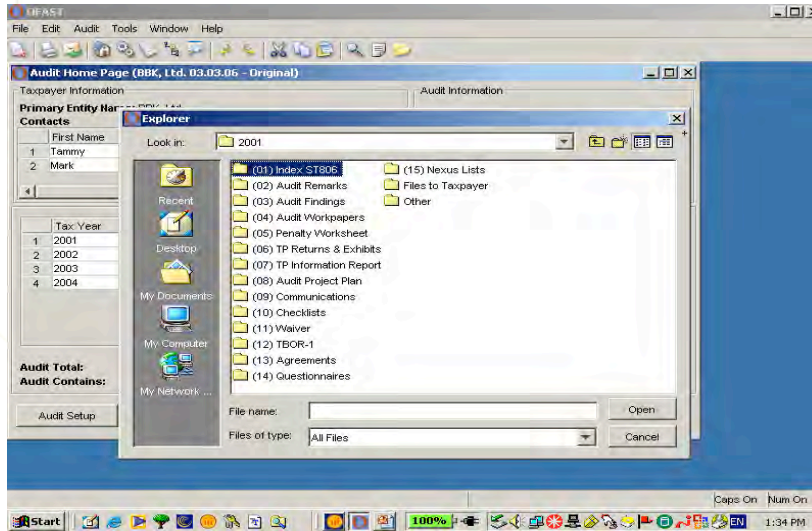 OFAST
File Edit Audit Tools Window Help
Audit Home Page (BBK, Ltd. 03.03.06 - Original)
Taxpayer Information
Audit Information
Primary Entity
Contacts
First Name
1 Tammy
2 Mark
Tax Year
1 2001
2 2002
3 2003
4 2004
Audit Total:
Audit Contains:
Audit Setup
Explorer
Look in: 2001
Recent
Desktop
My Documents
My Computer
My Network ...
(01) Index ST806
(02) Audit Remarks
(03) Audit Findings
(04) Audit Workpapers
(05) Penalty Worksheet
(06) TP Returns & Exhibits
(07) TP Information Report
(08) Audit Project Plan
(09) Communications
(10) Checklists
(11) Waiver
(12) TBOR-1
(13) Agreements
(14) Questionnaires
(15) Nexus Lists
Files to Taxpayer
Other
File name:
Open
Files of type: All Files
Cancel
Caps On Num On
Start
100%
EN
1:34 PM